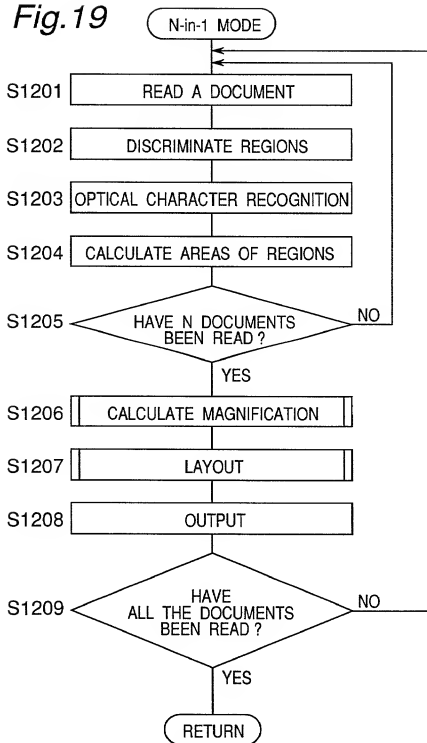 Fig.19
N-in-1 MODE
S1201 READ A DOCUMENT
S1202 DISCRIMINATE REGIONS
S1203 OPTICAL CHARACTER RECOGNITION
S1204 CALCULATE AREAS OF REGIONS
S1205 HAVE N DOCUMENTS
BEEN READ ?
NO
YES
S1206 CALCULATE MAGNIFICATION
S1207 LAYOUT
S1208 OUTPUT
S1209 HAVE
ALL THE DOCUMENTS
BEEN READ ?
NO
YES
RETURN